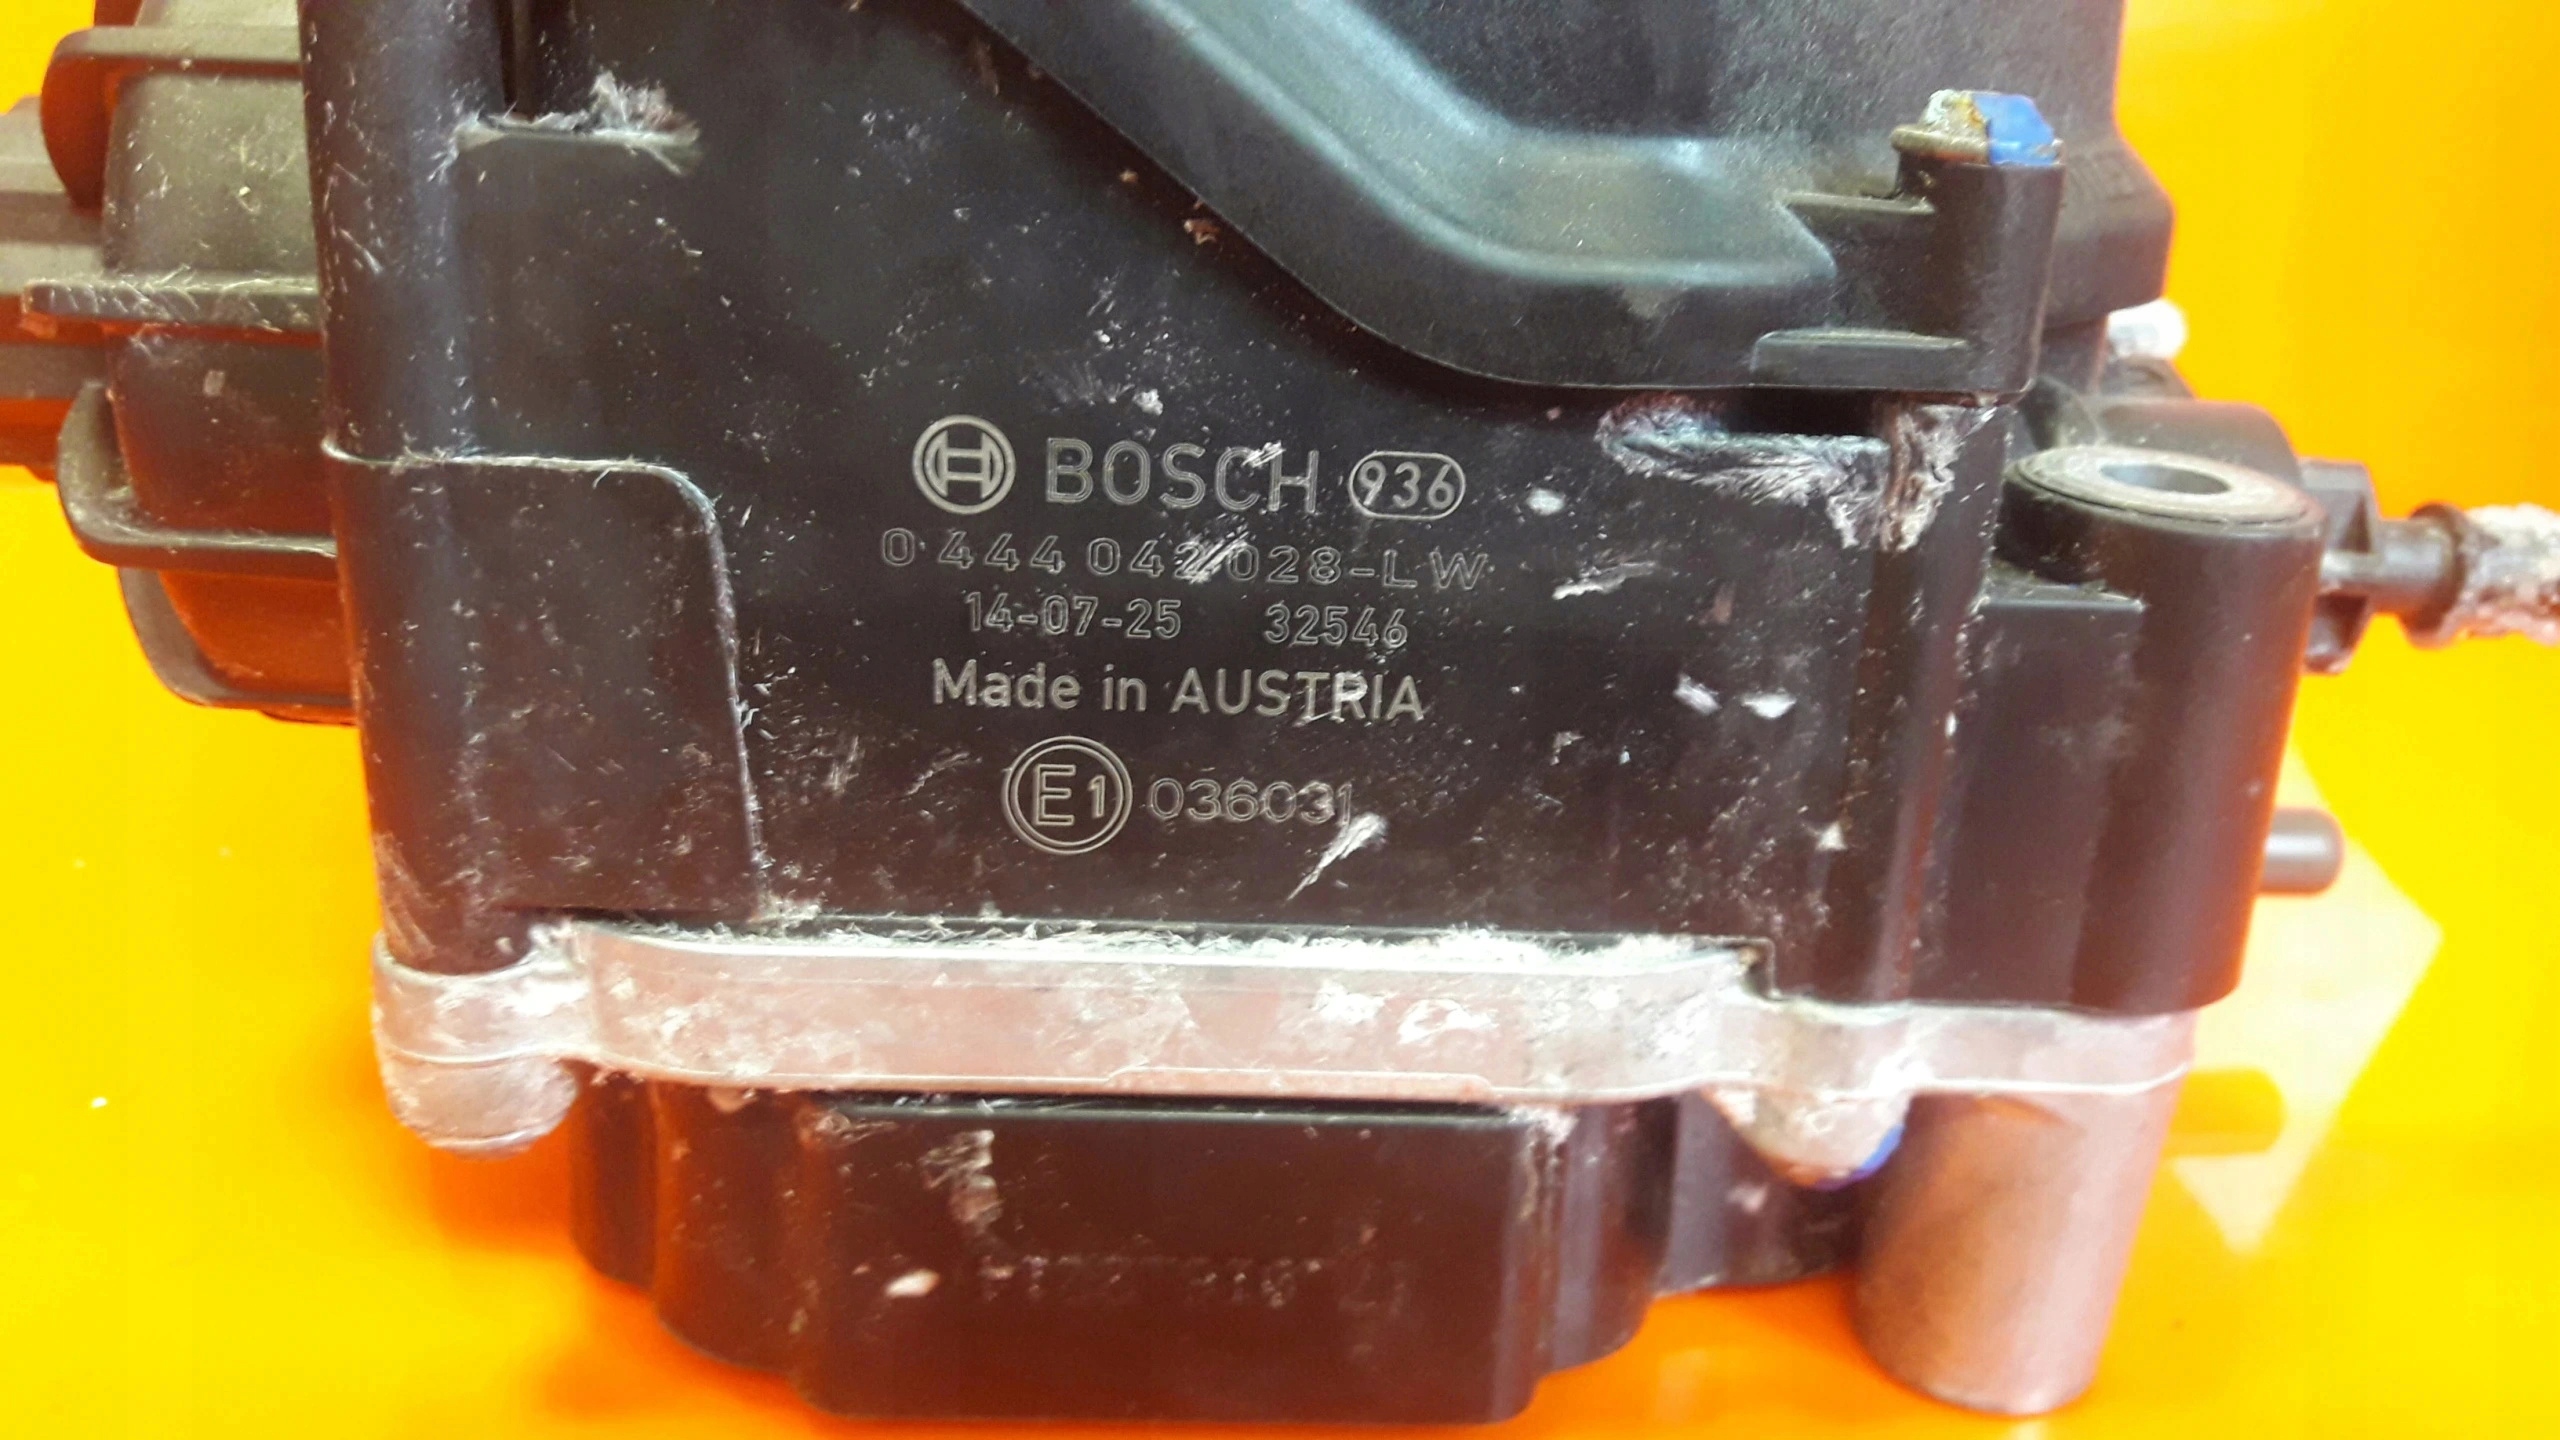 BOSCH 936
0 444 042 028-LW
14-07-25 32546
Made in AUSTRIA
E1 036031